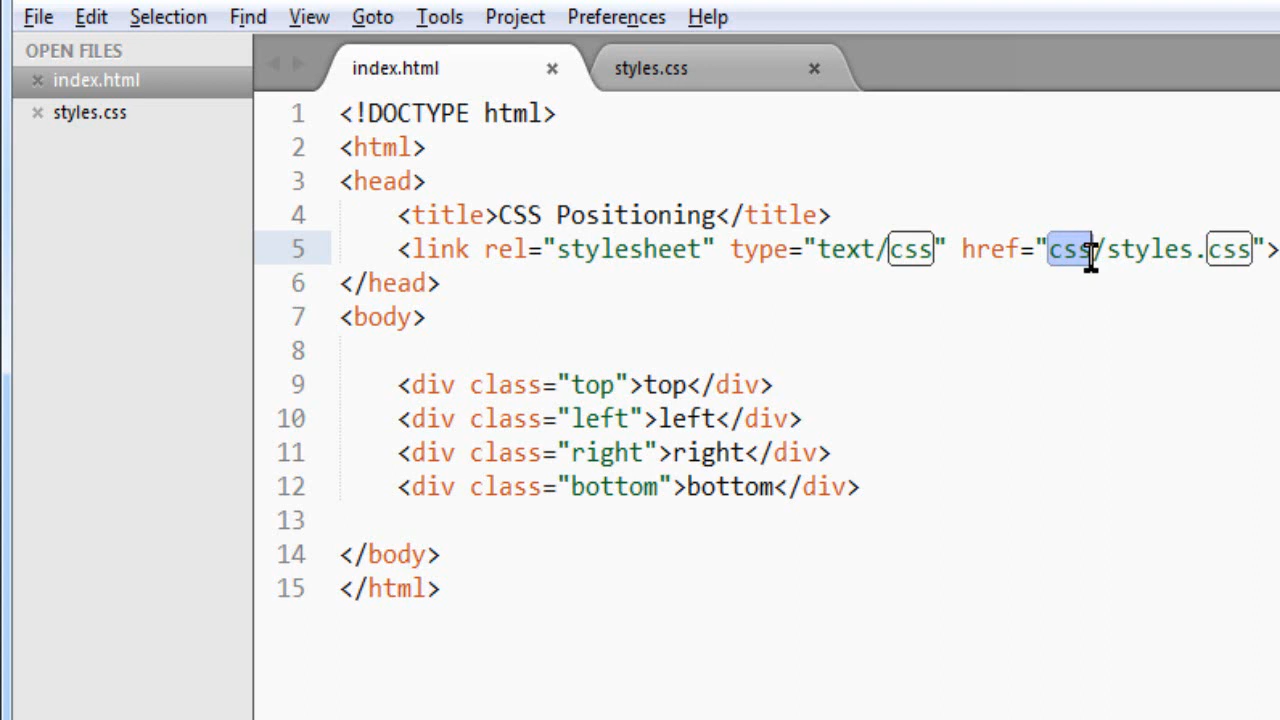 File Edit Selection Find View Goto Tools Project Preferences Help
OPEN FILES
index.html
styles.css
index.html
styles.css
1 <!DOCTYPE html>
2 <html>
3 <head>
4     <title>CSS Positioning</title>
5     <link rel="stylesheet" type="text/css" href="css/styles.css">
6 </head>
7 <body>
8
9     <div class="top">top</div>
10     <div class="left">left</div>
11     <div class="right">right</div>
12     <div class="bottom">bottom</div>
13
14 </body>
15 </html>